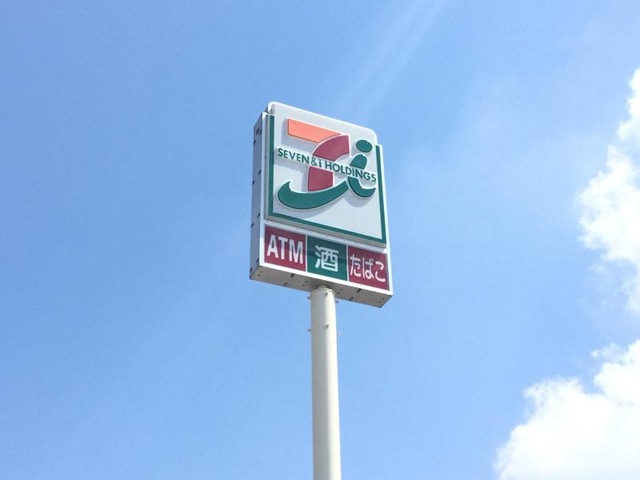 SEVEN & i HOLDINGS
ATM 酒 たばこ